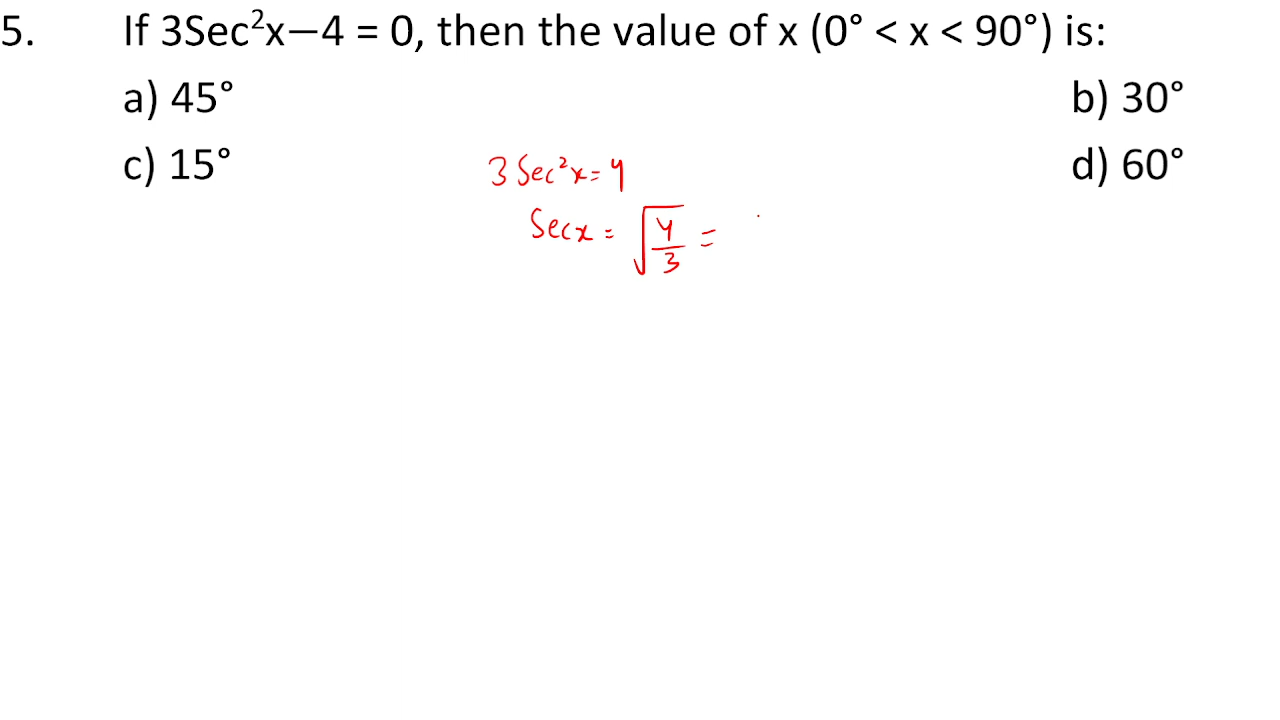 5. If 3Sec²x−4 = 0, then the value of x (0° < x < 90°) is:
a) 45° b) 30°
c) 15° d) 60°
3 Sec²x = 4
Sec x = √4/3 =